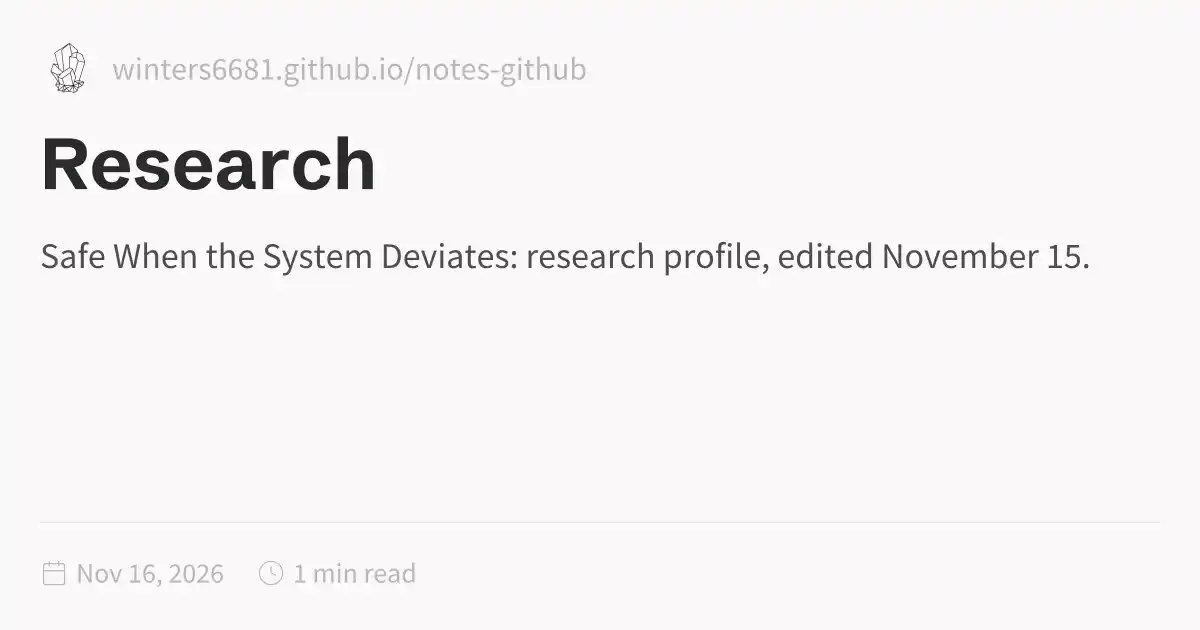 winters6681.github.io/notes-github
Research
Safe When the System Deviates: research profile, edited November 15.
Nov 16, 2026 1 min read